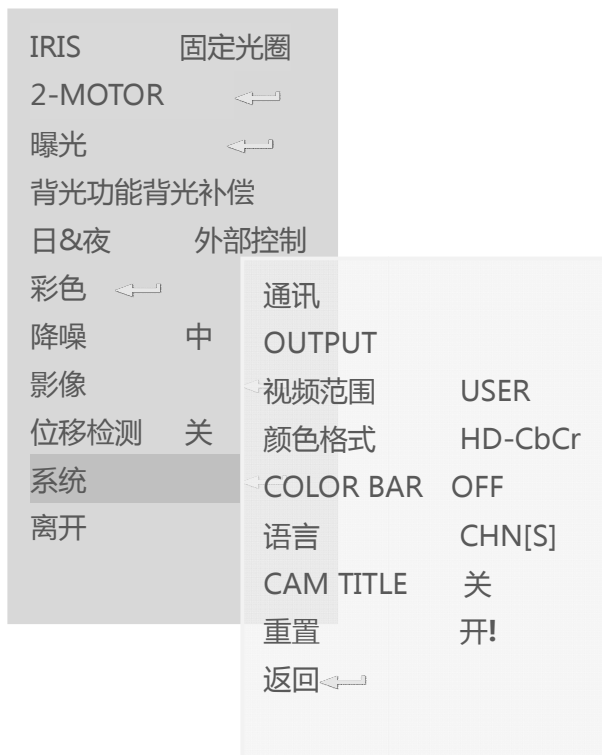 IRIS 固定光圈
2-MOTOR
曝光
背光功能背光补偿
日&夜 外部控制
彩色
降噪 中
影像
位移检测 关
系统
离开
通讯
OUTPUT
视频范围 USER
颜色格式 HD-CbCr
COLOR BAR OFF
语言 CHN[S]
CAM TITLE 关
重置 开!
返回